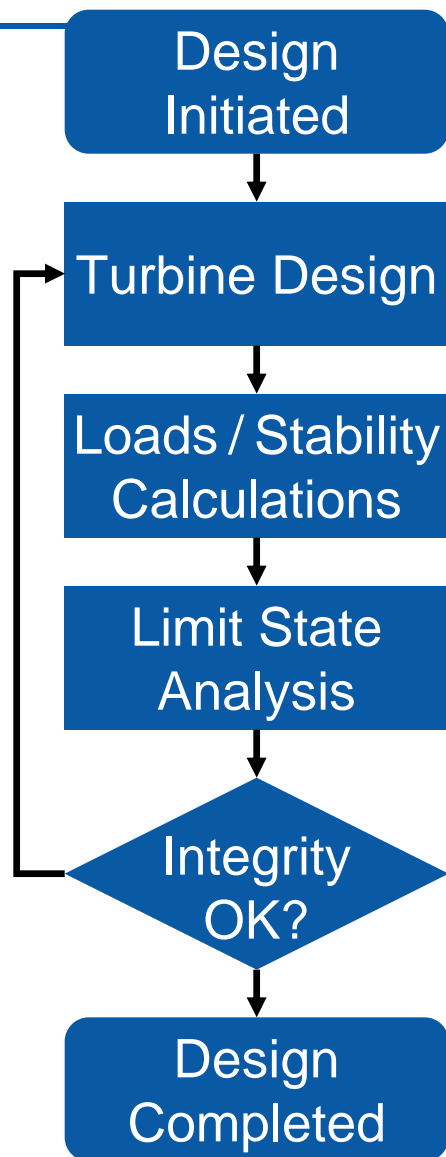 Design
Initiated
Turbine Design
Loads / Stability
Calculations
Limit State
Analysis
Integrity
OK?
Design
Completed